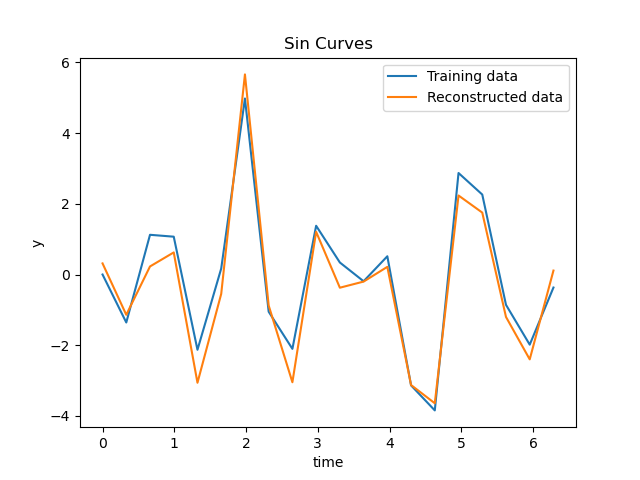 Sin Curves
Training data
Reconstructed data
6
4
2
0
−2
−4
y
0 1 2 3 4 5 6
time